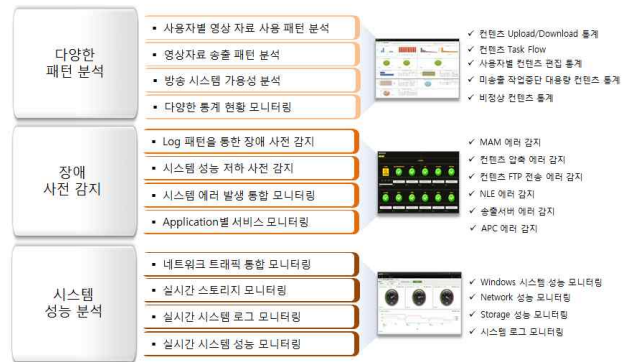 다양한
패턴 분석
▪ 사용자별 영상 자료 사용 패턴 분석
▪ 영상자료 송출 패턴 분석
▪ 방송 시스템 가용성 분석
▪ 다양한 통계 현황 모니터링
✓ 컨텐츠 Upload/Download 통계
✓ 컨텐츠 Task Flow
✓ 사용자별 컨텐츠 편집 통계
✓ 미송출 작업중단 대용량 컨텐츠 통계
✓ 비정상 컨텐츠 통계
장애
사전 감지
▪ Log 패턴을 통한 장애 사전 감지
▪ 시스템 성능 저하 사전 감지
▪ 시스템 에러 발생 통합 모니터링
▪ Application별 서비스 모니터링
✓ MAM 에러 감지
✓ 컨텐츠 압축 에러 감지
✓ 컨텐츠 FTP 전송 에러 감지
✓ NLE 에러 감지
✓ 송출서버 에러 감지
✓ APC 에러 감지
시스템
성능 분석
▪ 네트워크 트래픽 통합 모니터링
▪ 실시간 스토리지 모니터링
▪ 실시간 시스템 로그 모니터링
▪ 실시간 시스템 성능 모니터링
✓ Windows 시스템 성능 모니터링
✓ Network 성능 모니터링
✓ Storage 성능 모니터링
✓ 시스템 로그 모니터링